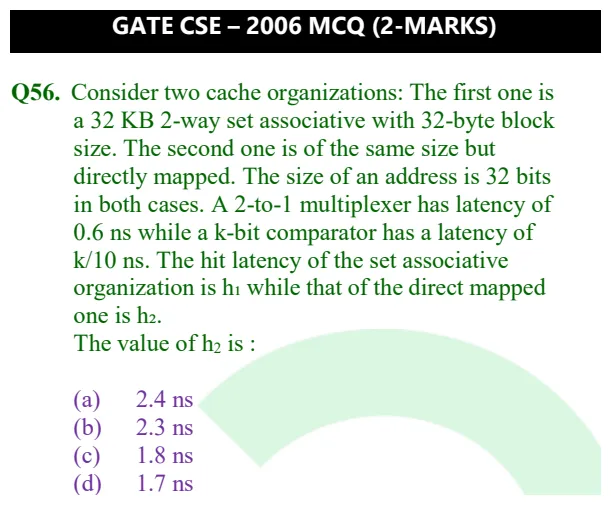 GATE CSE – 2006 MCQ (2-MARKS)
Q56. Consider two cache organizations: The first one is
a 32 KB 2-way set associative with 32-byte block
size. The second one is of the same size but
directly mapped. The size of an address is 32 bits
in both cases. A 2-to-1 multiplexer has latency of
0.6 ns while a k-bit comparator has a latency of
k/10 ns. The hit latency of the set associative
organization is h₁ while that of the direct mapped
one is h₂.
The value of h₂ is :
(a) 2.4 ns
(b) 2.3 ns
(c) 1.8 ns
(d) 1.7 ns